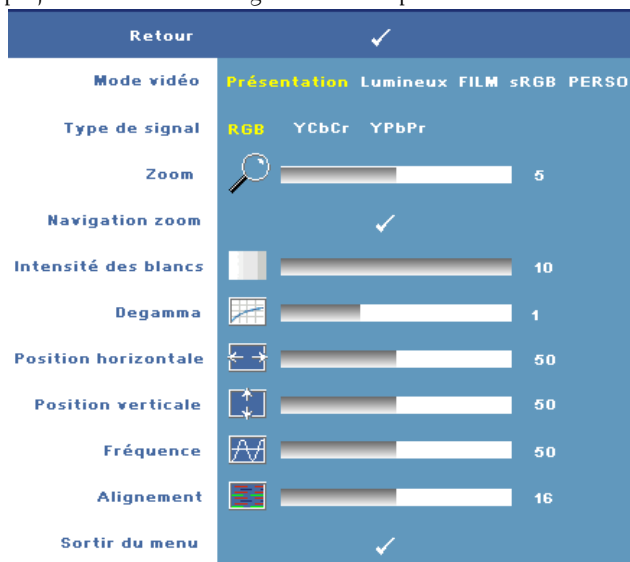 Retour
Mode vidéo Présentation Lumineux FILM sRGB PERSO
Type de signal RGB YCbCr YPbPr
Zoom 5
Navigation zoom
Intensité des blancs 10
Degamma 1
Position horizontale 50
Position verticale 50
Fréquence 50
Alignement 16
Sortir du menu